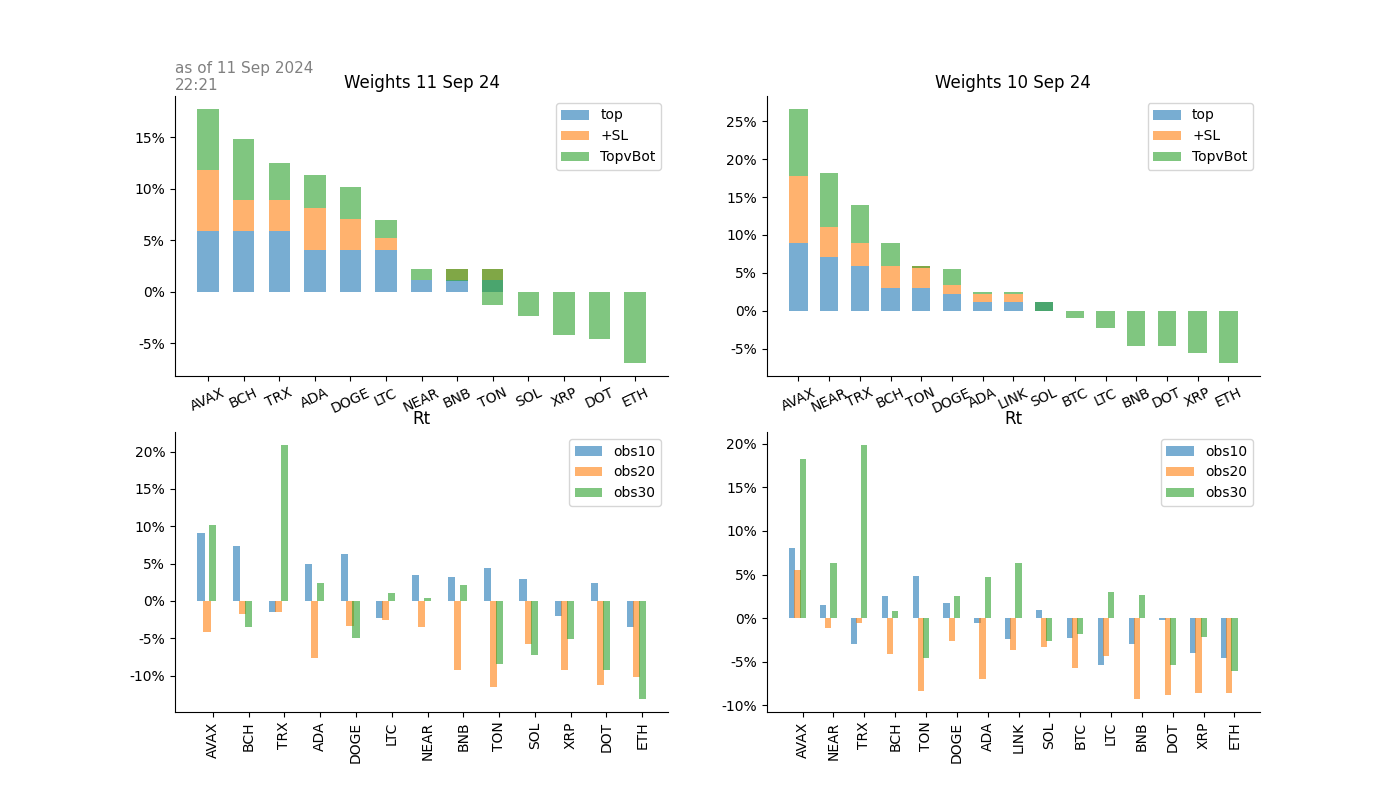 as of 11 Sep 2024
22:21
Weights 11 Sep 24
top
+SL
TopvBot
15%
10%
5%
0%
-5%
AVAX BCH TRX ADA DOGE LTC NEAR BNB TON SOL XRP DOT ETH
Weights 10 Sep 24
top
+SL
TopvBot
25%
20%
15%
10%
5%
0%
-5%
AVAX NEAR TRX BCH TON DOGE ADA LINK SOL BTC LTC BNB DOT XRP ETH
Rt
obs10
obs20
obs30
20%
15%
10%
5%
0%
-5%
-10%
AVAX BCH TRX ADA DOGE LTC NEAR BNB TON SOL XRP DOT ETH
Rt
obs10
obs20
obs30
20%
15%
10%
5%
0%
-5%
-10%
AVAX NEAR TRX BCH TON DOGE ADA LINK SOL BTC LTC BNB DOT XRP ETH